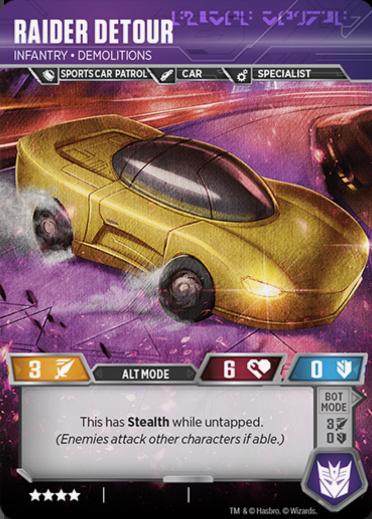 RAIDER DETOUR
INFANTRY • DEMOLITIONS
SPORTS CAR PATROL CAR SPECIALIST
3 ALT MODE 6 0
This has Stealth while untapped.
(Enemies attack other characters if able.)
BOT
MODE
3
0
TM & © Hasbro. © Wizards.